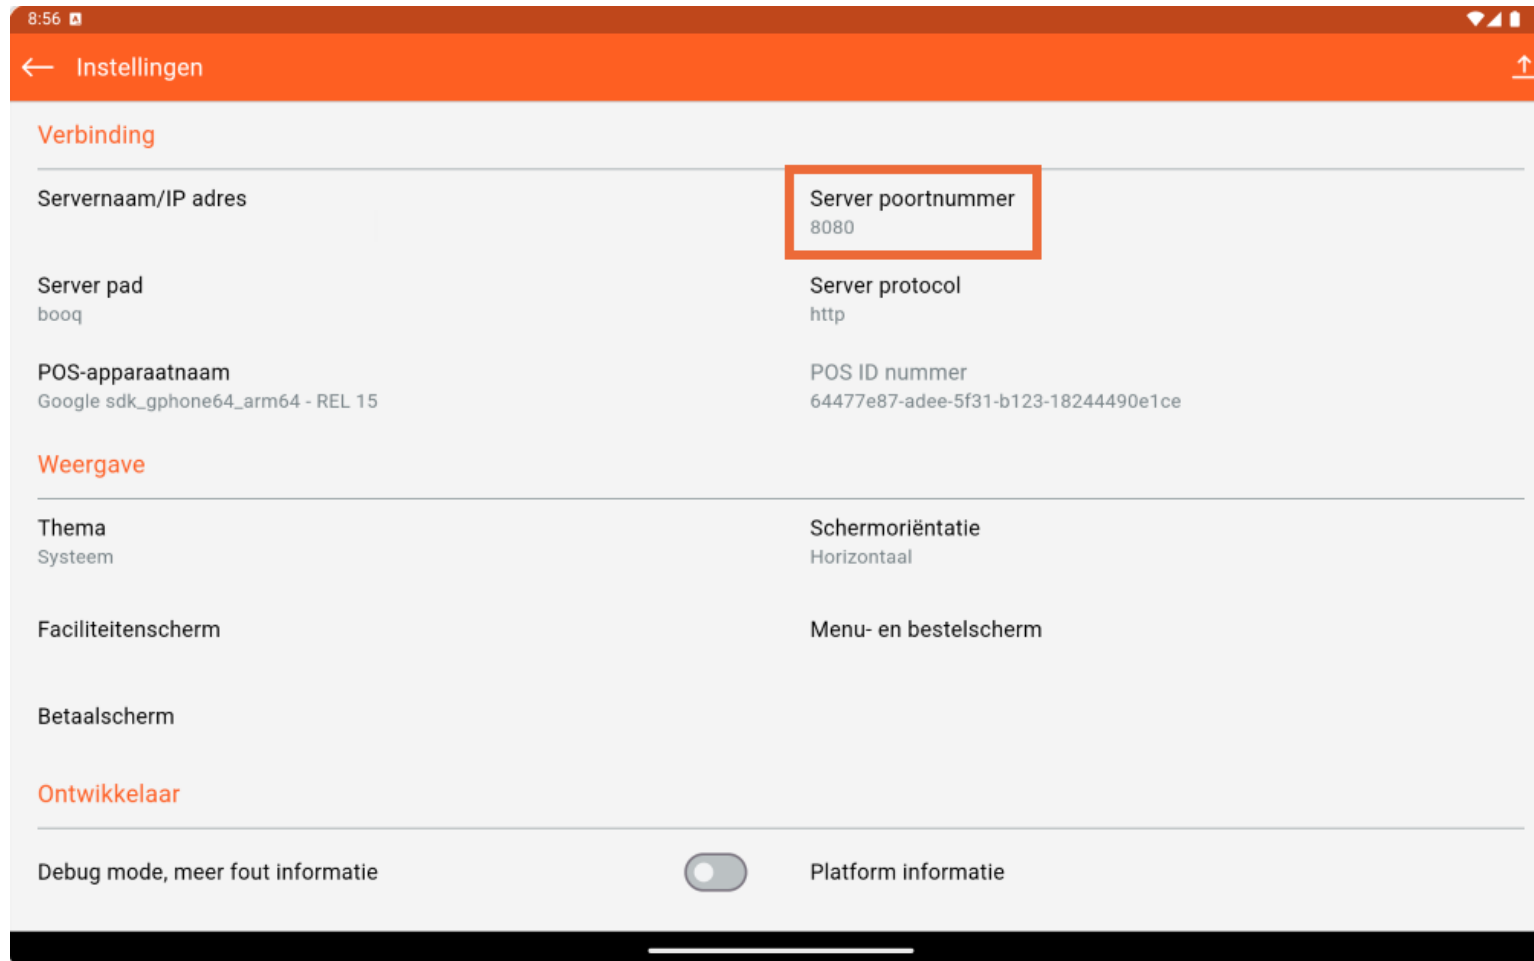 8:56
Instellingen
Verbinding
Servernaam/IP adres
Server poortnummer
8080
Server pad
booq
Server protocol
http
POS-apparaatnaam
Google sdk_gphone64_arm64 - REL 15
POS ID nummer
64477e87-adee-5f31-b123-18244490e1ce
Weergave
Thema
Systeem
Schermoriëntatie
Horizontaal
Faciliteitenscherm
Menu- en bestelscherm
Betaalscherm
Ontwikkelaar
Debug mode, meer fout informatie
Platform informatie